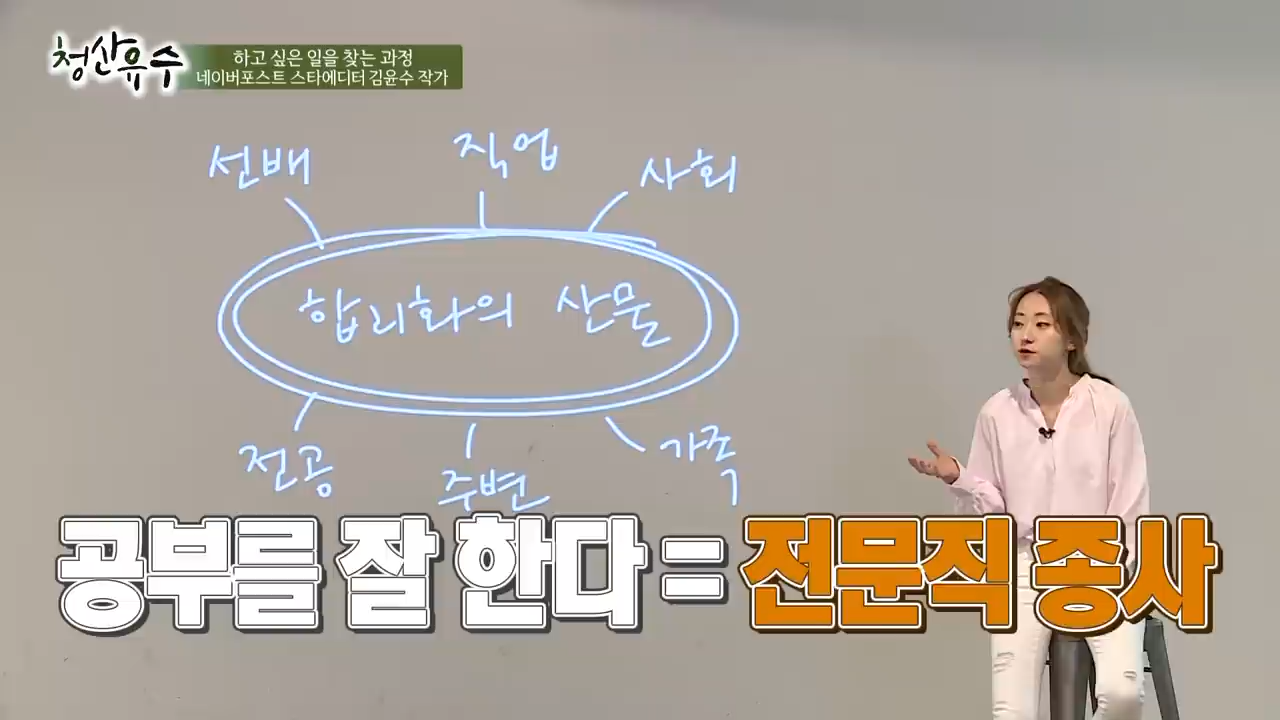 청산유수
하고 싶은 일을 찾는 과정
네이버포스트 스타에디터 김윤수 작가
선배
직업
사회
합리화의 산물
전공
주변
가족
공부를 잘 한다 = 전문직 종사